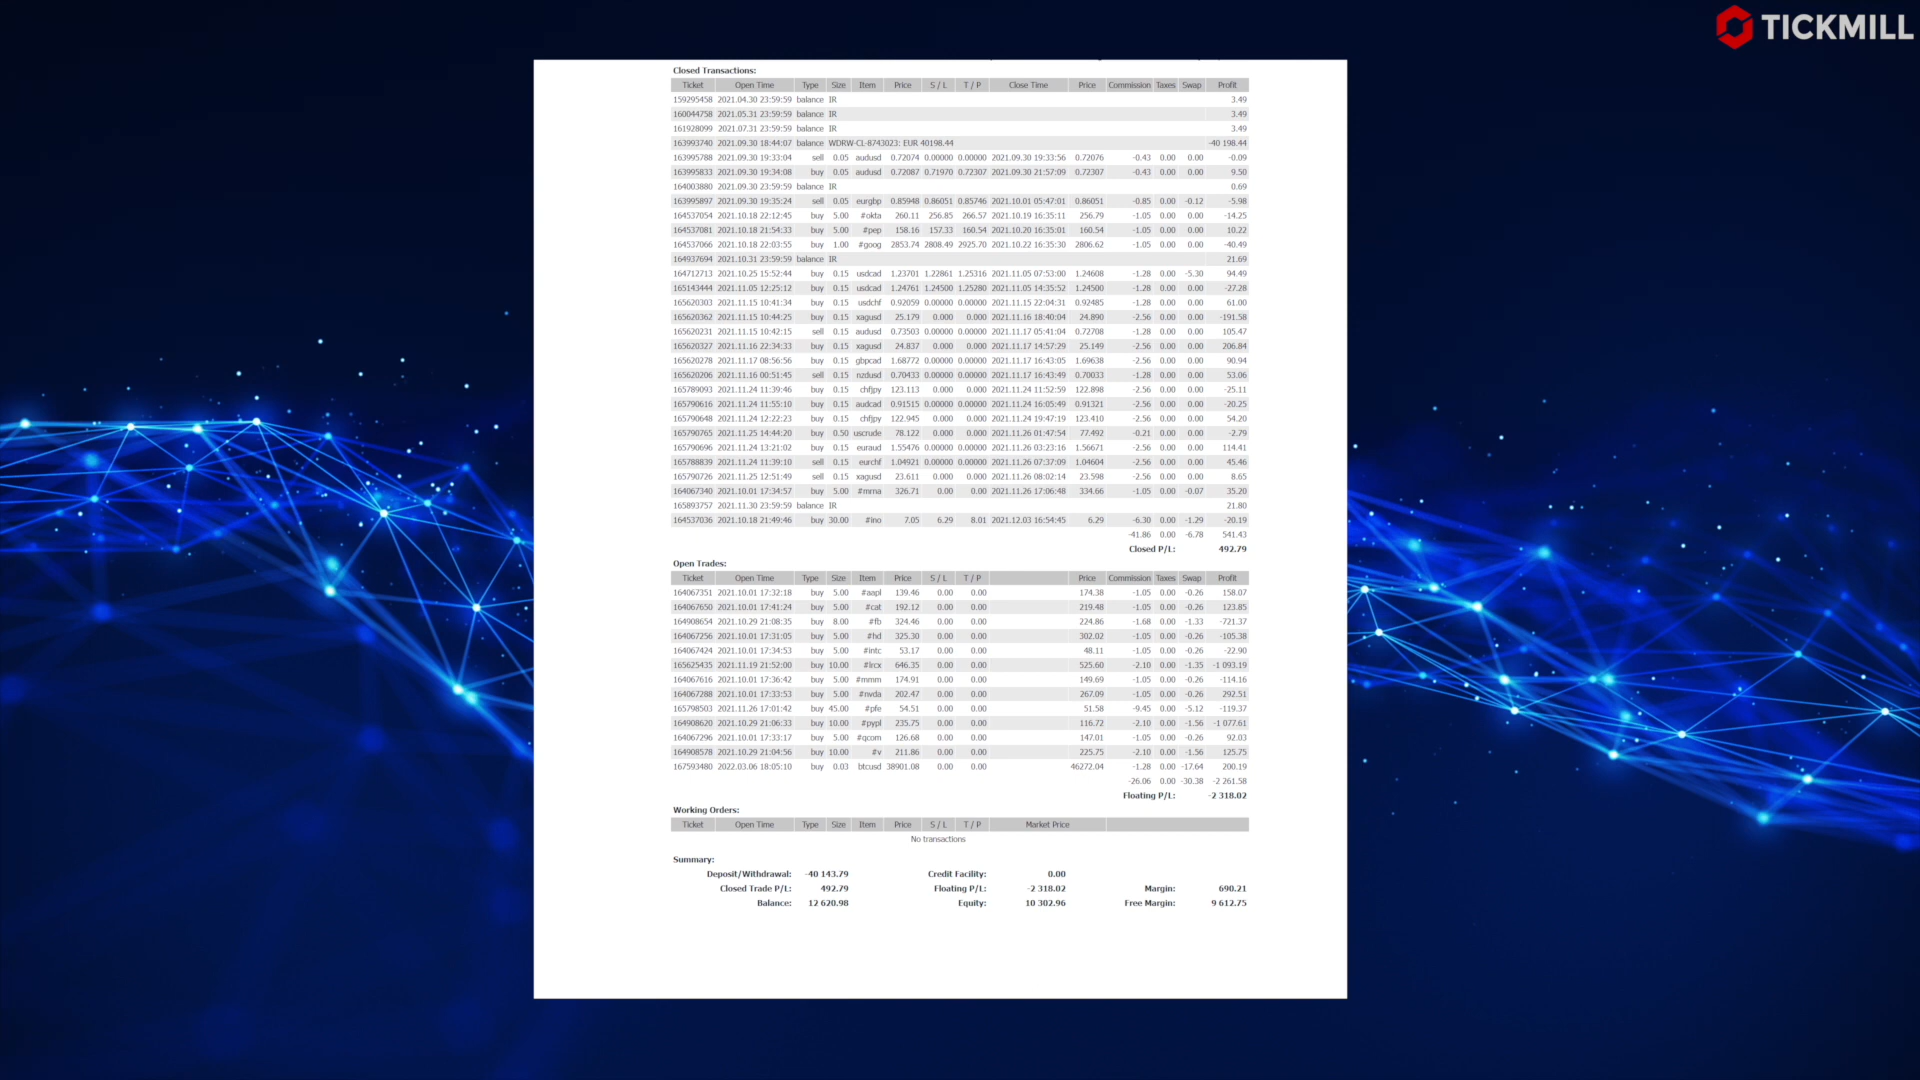 TICKMILL
Closed Transactions:
Ticket Open Time Type Size Item Price S / L T / P Close Time Price Commission Taxes Swap Profit
159295458 2021.04.30 23:59:59 balance IR 3.49
160044758 2021.05.31 23:59:59 balance IR 3.49
161928099 2021.07.31 23:59:59 balance IR 3.49
163993740 2021.09.30 18:44:07 balance WDRW-CL-8743023: EUR 40198.44 -40 198.44
163995788 2021.09.30 19:33:04 sell 0.05 audusd 0.72074 0.00000 0.00000 2021.09.30 19:33:56 0.72076 -0.43 0.00 0.00 -0.09
163995833 2021.09.30 19:34:08 buy 0.05 audusd 0.72087 0.71970 0.72307 2021.09.30 21:57:09 0.72307 -0.43 0.00 0.00 9.50
164003880 2021.09.30 23:59:59 balance IR 0.69
163995897 2021.09.30 19:35:24 sell 0.05 eurgbp 0.85948 0.86051 0.85746 2021.10.01 05:47:01 0.86051 -0.85 0.00 -0.12 -5.98
164537054 2021.10.18 22:12:45 buy 5.00 #okta 260.11 256.85 266.57 2021.10.19 16:35:11 256.79 -1.05 0.00 0.00 -14.25
164537081 2021.10.18 21:54:33 buy 5.00 #pep 158.16 157.33 160.54 2021.10.20 16:35:01 160.54 -1.05 0.00 0.00 10.22
164537066 2021.10.18 22:03:55 buy 1.00 #goog 2853.74 2808.49 2925.70 2021.10.22 16:35:30 2806.62 -1.05 0.00 0.00 -40.49
164937694 2021.10.31 23:59:59 balance IR 21.69
164712713 2021.10.25 15:52:44 buy 0.15 usdcad 1.23701 1.22861 1.25316 2021.11.05 07:53:00 1.24608 -1.28 0.00 -5.30 94.49
165143444 2021.11.05 12:25:12 buy 0.15 usdcad 1.24761 1.24500 1.25280 2021.11.05 14:35:52 1.24500 -1.28 0.00 0.00 -27.28
165620303 2021.11.15 10:41:34 buy 0.15 usdchf 0.92059 0.00000 0.00000 2021.11.15 22:04:31 0.92485 -1.28 0.00 0.00 61.00
165620362 2021.11.15 10:44:25 buy 0.15 xagusd 25.179 0.000 0.000 2021.11.16 18:40:04 24.890 -2.56 0.00 0.00 -191.58
165620231 2021.11.15 10:42:15 sell 0.15 audusd 0.73503 0.00000 0.00000 2021.11.17 05:41:04 0.72708 -1.28 0.00 0.00 105.47
165620327 2021.11.16 22:34:33 buy 0.15 xagusd 24.837 0.000 0.000 2021.11.17 14:57:29 25.149 -2.56 0.00 0.00 206.84
165620278 2021.11.17 08:56:56 buy 0.15 gbpcad 1.68772 0.00000 0.00000 2021.11.17 16:43:05 1.69638 -2.56 0.00 0.00 90.94
165620206 2021.11.16 00:51:45 sell 0.15 nzdusd 0.70433 0.00000 0.00000 2021.11.17 16:43:49 0.70033 -1.28 0.00 0.00 53.06
165789093 2021.11.24 11:39:46 buy 0.15 chfjpy 123.113 0.000 0.000 2021.11.24 11:52:59 122.898 -2.56 0.00 0.00 -25.11
165790616 2021.11.24 11:55:10 buy 0.15 audcad 0.91515 0.00000 0.00000 2021.11.24 16:05:49 0.91321 -2.56 0.00 0.00 -20.25
165790648 2021.11.24 12:22:23 buy 0.15 chfjpy 122.945 0.000 0.000 2021.11.24 19:47:19 123.410 -2.56 0.00 0.00 54.20
165790765 2021.11.25 14:44:20 buy 0.50 uscrude 78.122 0.000 0.000 2021.11.26 01:47:54 77.492 -0.21 0.00 0.00 -2.79
165790696 2021.11.24 13:21:02 buy 0.15 euraud 1.55476 0.00000 0.00000 2021.11.26 03:23:16 1.56671 -2.56 0.00 0.00 114.41
165788839 2021.11.24 11:39:10 sell 0.15 eurchf 1.04921 0.00000 0.00000 2021.11.26 07:37:09 1.04604 -2.56 0.00 0.00 45.46
165790726 2021.11.25 12:51:49 sell 0.15 xagusd 23.611 0.000 0.000 2021.11.26 08:02:14 23.598 -2.56 0.00 0.00 8.65
164067340 2021.10.01 17:34:57 buy 5.00 #mrna 326.71 0.00 0.00 2021.11.26 17:06:48 334.66 -1.05 0.00 -0.07 35.20
165893757 2021.11.30 23:59:59 balance IR 21.80
164537036 2021.10.18 21:49:46 buy 30.00 #ino 7.05 6.29 8.01 2021.12.03 16:54:45 6.29 -6.30 0.00 -1.29 -20.19
-41.86 0.00 -6.78 541.43
Closed P/L: 492.79
Open Trades:
Ticket Open Time Type Size Item Price S / L T / P Price Commission Taxes Swap Profit
164067351 2021.10.01 17:32:18 buy 5.00 #aapl 139.46 0.00 0.00 174.38 -1.05 0.00 -0.26 158.07
164067650 2021.10.01 17:41:24 buy 5.00 #cat 192.12 0.00 0.00 219.48 -1.05 0.00 -0.26 123.85
164908654 2021.10.29 21:08:35 buy 8.00 #fb 324.46 0.00 0.00 224.86 -1.68 0.00 -1.33 -721.37
164067256 2021.10.01 17:31:05 buy 5.00 #hd 325.30 0.00 0.00 302.02 -1.05 0.00 -0.26 -105.38
164067424 2021.10.01 17:34:53 buy 5.00 #intc 53.17 0.00 0.00 48.11 -1.05 0.00 -0.26 -22.90
165625435 2021.11.19 21:52:00 buy 10.00 #lrcx 646.35 0.00 0.00 525.60 -2.10 0.00 -1.35 -1 093.19
164067616 2021.10.01 17:36:42 buy 5.00 #mmm 174.91 0.00 0.00 149.69 -1.05 0.00 -0.26 -114.16
164067288 2021.10.01 17:33:53 buy 5.00 #nvda 202.47 0.00 0.00 267.09 -1.05 0.00 -0.26 292.51
165798503 2021.11.26 17:01:42 buy 45.00 #pfe 54.51 0.00 0.00 51.58 -9.45 0.00 -5.12 -119.37
164908620 2021.10.29 21:06:33 buy 10.00 #pypl 235.75 0.00 0.00 116.72 -2.10 0.00 -1.56 -1 077.61
164067296 2021.10.01 17:33:17 buy 5.00 #qcom 126.68 0.00 0.00 147.01 -1.05 0.00 -0.26 92.03
164908578 2021.10.29 21:04:56 buy 10.00 #v 211.86 0.00 0.00 225.75 -2.10 0.00 -1.56 125.75
167593480 2022.03.06 18:05:10 buy 0.03 btcusd 38901.08 0.00 0.00 46272.04 -1.28 0.00 -17.64 200.19
-26.06 0.00 -30.38 -2 261.58
Floating P/L: -2 318.02
Working Orders:
Ticket Open Time Type Size Item Price S / L T / P Market Price
No transactions
Summary:
Deposit/Withdrawal: -40 143.79 Credit Facility: 0.00
Closed Trade P/L: 492.79 Floating P/L: -2 318.02 Margin: 690.21
Balance: 12 620.98 Equity: 10 302.96 Free Margin: 9 612.75